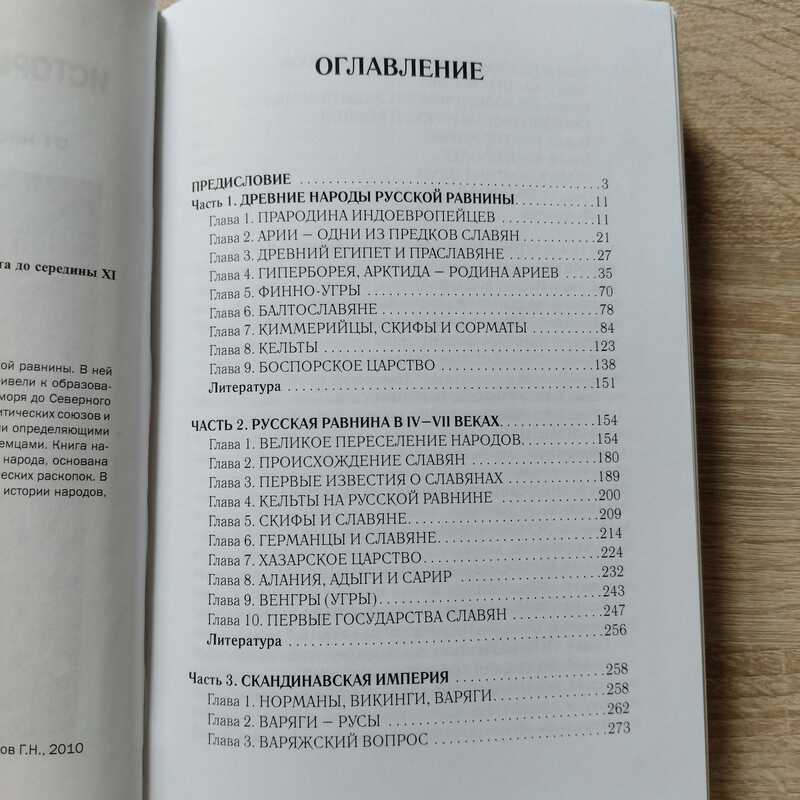 та до середины XI
ой равнины. В ней
ривели к образова-
моря до Северного
итических союзов и
ли определяющими
емцами. Книга на-
народа, основана
еских раскопок. В
истории народов,
ов Г.Н., 2010
ОГЛАВЛЕНИЕ
ПРЕДИСЛОВИЕ 3
Часть 1. ДРЕВНИЕ НАРОДЫ РУССКОЙ РАВНИНЫ 11
Глава 1. ПРАРОДИНА ИНДОЕВРОПЕЙЦЕВ 11
Глава 2. АРИИ — ОДНИ ИЗ ПРЕДКОВ СЛАВЯН 21
Глава 3. ДРЕВНИЙ ЕГИПЕТ И ПРАСЛАВЯНЕ 27
Глава 4. ГИПЕРБОРЕЯ, АРКТИДА — РОДИНА АРИЕВ 35
Глава 5. ФИННО-УГРЫ 70
Глава 6. БАЛТОСЛАВЯНЕ 78
Глава 7. КИММЕРИЙЦЫ, СКИФЫ И СОРМАТЫ 84
Глава 8. КЕЛЬТЫ 123
Глава 9. БОСПОРСКОЕ ЦАРСТВО 138
Литература 151
ЧАСТЬ 2. РУССКАЯ РАВНИНА В IV—VII ВЕКАХ 154
Глава 1. ВЕЛИКОЕ ПЕРЕСЕЛЕНИЕ НАРОДОВ 154
Глава 2. ПРОИСХОЖДЕНИЕ СЛАВЯН 180
Глава 3. ПЕРВЫЕ ИЗВЕСТИЯ О СЛАВЯНАХ 189
Глава 4. КЕЛЬТЫ НА РУССКОЙ РАВНИНЕ 200
Глава 5. СКИФЫ И СЛАВЯНЕ 209
Глава 6. ГЕРМАНЦЫ И СЛАВЯНЕ 214
Глава 7. ХАЗАРСКОЕ ЦАРСТВО 224
Глава 8. АЛАНИЯ, АДЫГИ И САРИР 232
Глава 9. ВЕНГРЫ (УГРЫ) 243
Глава 10. ПЕРВЫЕ ГОСУДАРСТВА СЛАВЯН 247
Литература 256
Часть 3. СКАНДИНАВСКАЯ ИМПЕРИЯ 258
Глава 1. НОРМАНЫ, ВИКИНГИ, ВАРЯГИ 258
Глава 2. ВАРЯГИ — РУСЫ 262
Глава 3. ВАРЯЖСКИЙ ВОПРОС 273